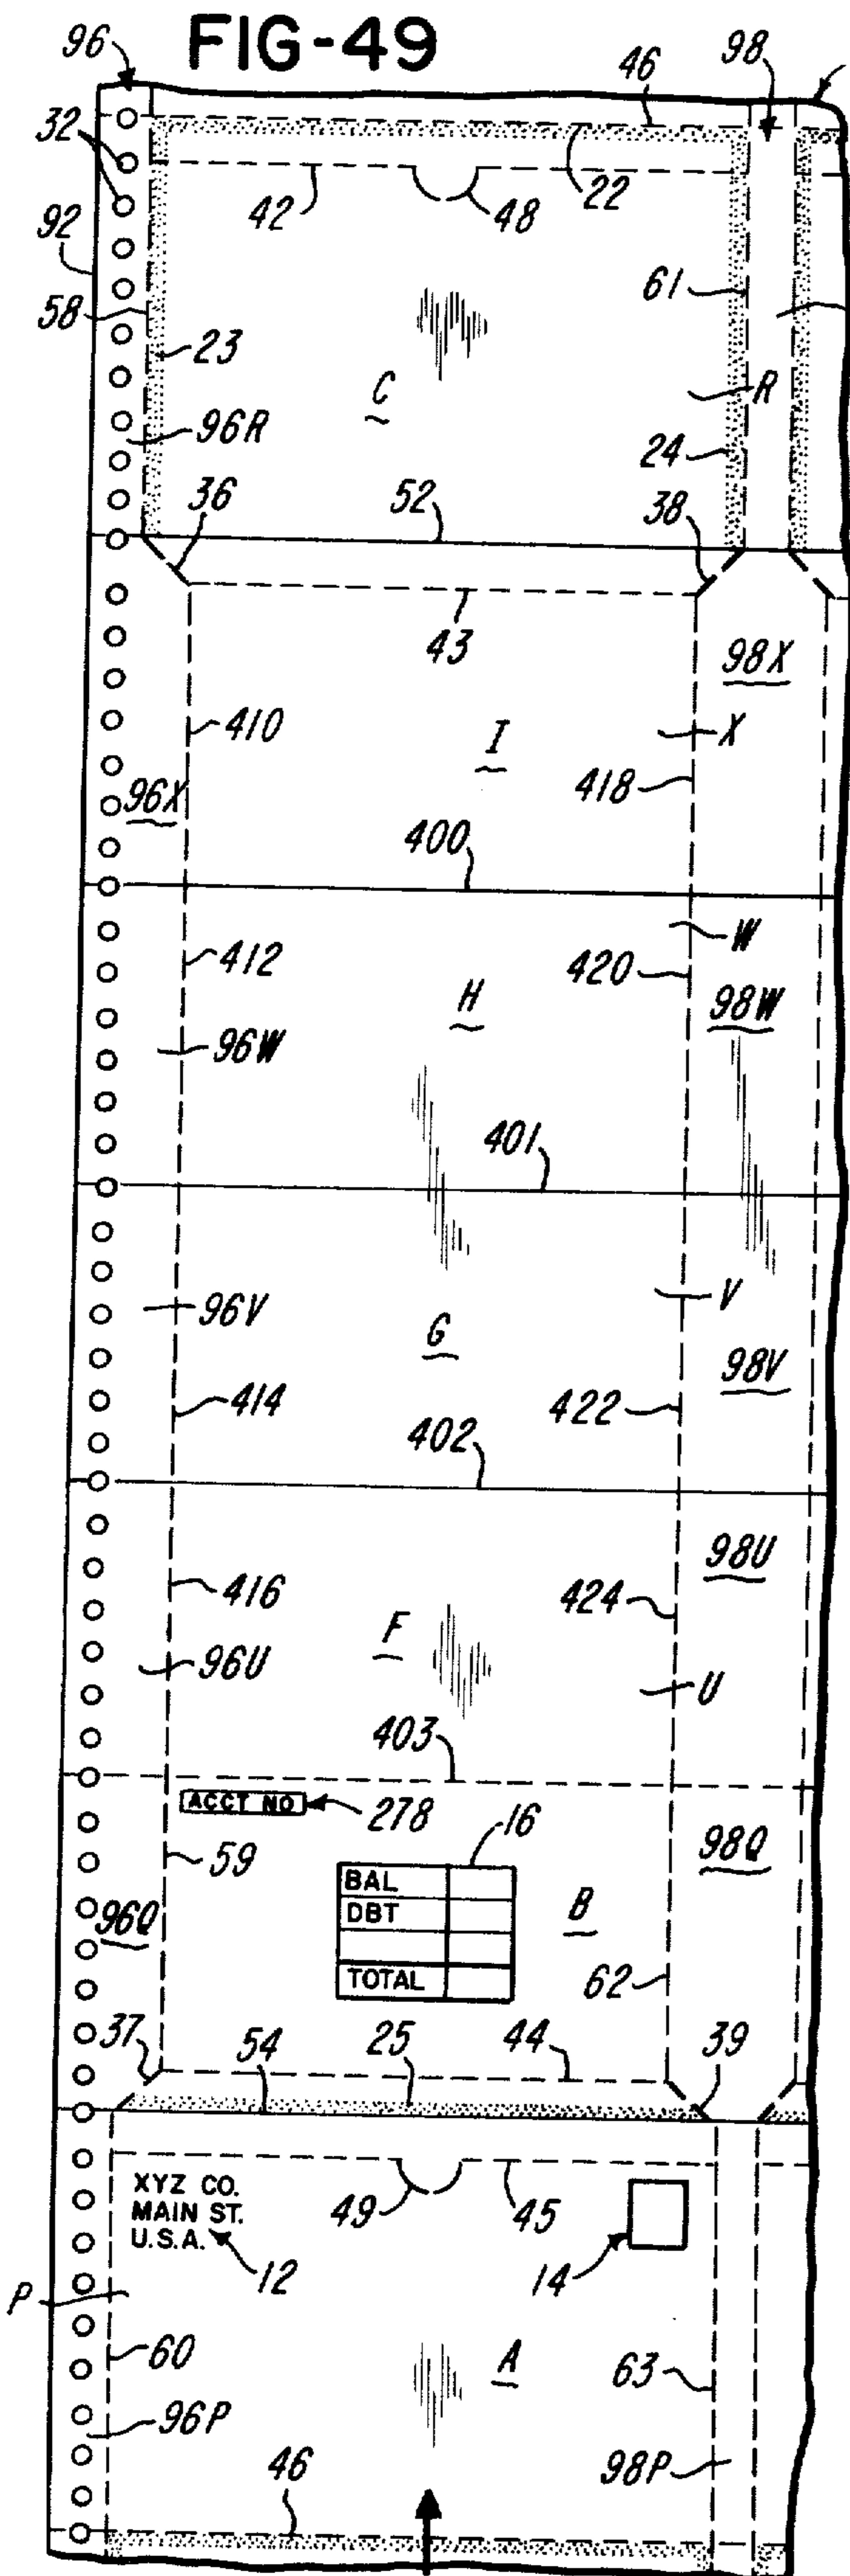 FIG-49
96
46
98
32
42
48
22
92
58
61
23
C
R
96R
24
36
52
38
43
98X
410
I
X
418
96X
400
412
W
420
H
98W
96W
401
96V
V
G
98V
414
422
402
98U
416
424
F
96U
U
403
ACCT NO
278
16
59
98Q
BAL
DBT
96Q
B
TOTAL
62
37
54
25
44
39
XYZ CO.
MAIN ST.
U.S.A.
49
45
12
14
P
60
A
63
96P
98P
46